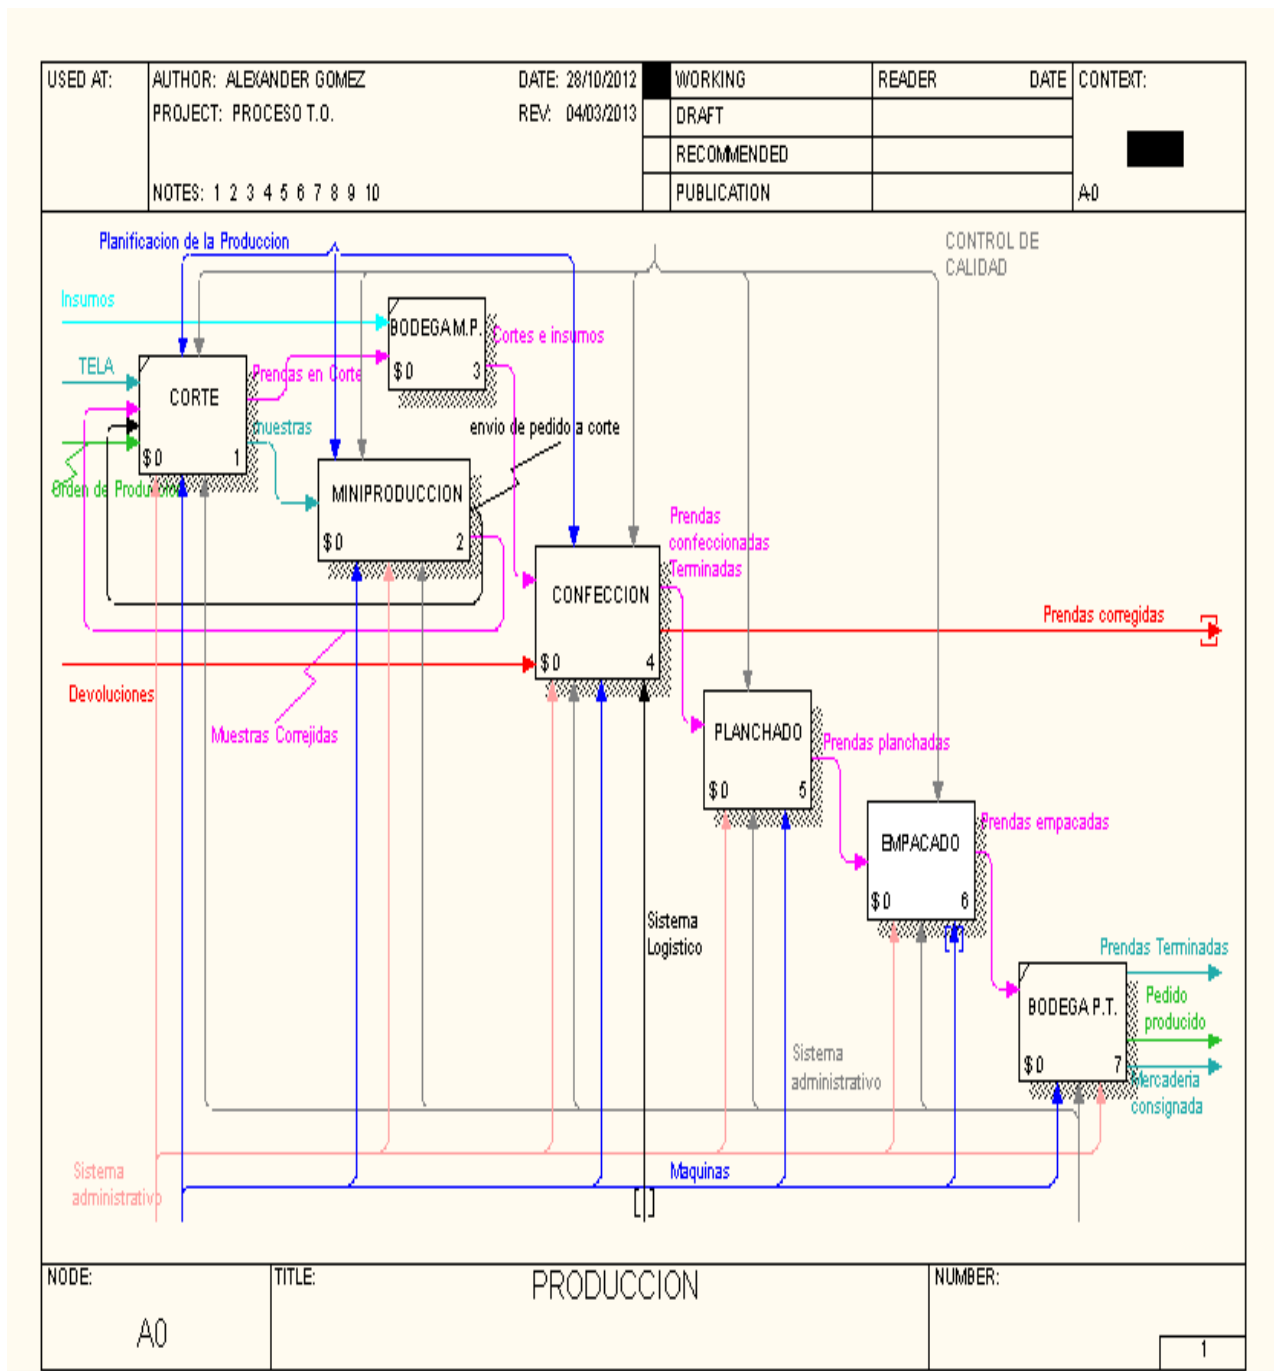 USED AT:
AUTHOR: ALEXANDER GOMEZ
DATE: 28/10/2012
WORKING
READER
DATE
CONTEXT:
PROJECT: PROCESO T.O.
REV: 04/03/2013
DRAFT
RECOMMENDED
NOTES: 1 2 3 4 5 6 7 8 9 10
PUBLICATION
A-0
Planificacion de la Produccion
CONTROL DE
CALIDAD
Insumos
BODEGA M.P.
$ 0 3
Cortes e insumos
TELA
CORTE
$ 0 1
Prendas en Corte
muestras
envio de pedido a corte
Orden de Produccion
MINIPRODUCCION
$ 0 2
Prendas
confeccionadas
Terminadas
CONFECCION
$ 0 4
Prendas corregidas
Devoluciones
Muestras Correjidas
PLANCHADO
$ 0 5
Prendas planchadas
EMPACADO
$ 0 6
Prendas empacadas
Sistema
Logistico
Prendas Terminadas
BODEGA P.T.
$ 0 7
Pedido
producido
Mercaderia
consignada
Sistema
administrativo
Sistema
administrativo
Maquinas
NODE:
A0
TITLE:
PRODUCCION
NUMBER:
1